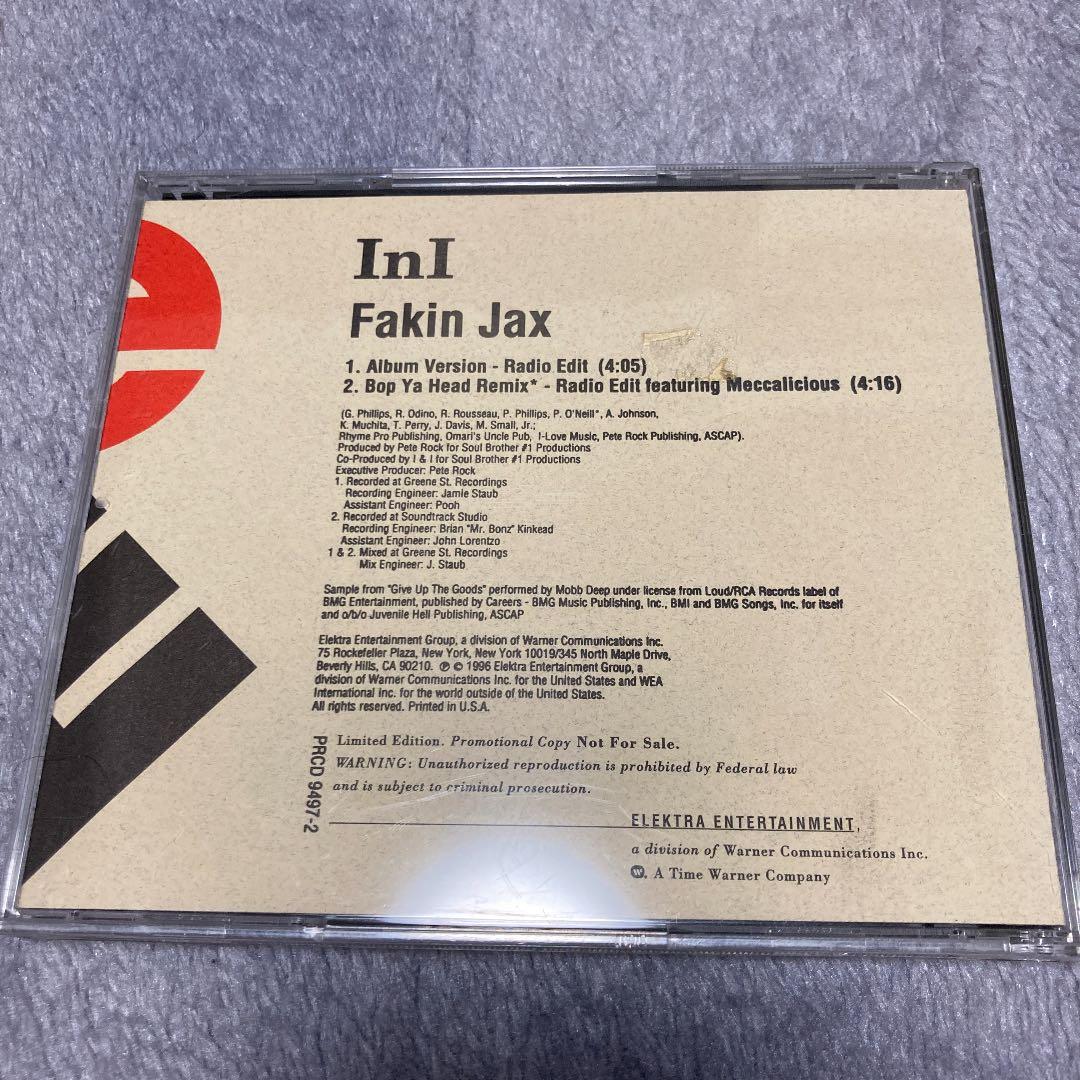 InI
Fakin Jax
1. Album Version - Radio Edit (4:05)
2. Bop Ya Head Remix* - Radio Edit featuring Meccalicious (4:16)
(G. Phillips, R. Odino, R. Rousseau, P. Phillips, P. O'Neill*, A. Johnson,
K. Muchita, T. Perry, J. Davis, M. Small, Jr.;
Rhyme Pro Publishing, Omari's Uncle Pub, I-Love Music, Pete Rock Publishing, ASCAP).
Produced by Pete Rock for Soul Brother #1 Productions
Co-Produced by I & I for Soul Brother #1 Productions
Executive Producer: Pete Rock
1. Recorded at Greene St. Recordings
Recording Engineer: Jamie Staub
Assistant Engineer: Pooh
2. Recorded at Soundtrack Studio
Recording Engineer: Brian "Mr. Bonz" Kinkead
Assistant Engineer: John Lorentzo
1 & 2. Mixed at Greene St. Recordings
Mix Engineer: J. Staub
Sample from "Give Up The Goods" performed by Mobb Deep under license from Loud/RCA Records label of
BMG Entertainment, published by Careers - BMG Music Publishing, Inc., BMI and BMG Songs, Inc. for itself
and o/b/o Juvenile Hell Publishing, ASCAP
Elektra Entertainment Group, a division of Warner Communications Inc.
75 Rockefeller Plaza, New York, New York 10019/345 North Maple Drive,
Beverly Hills, CA 90210. ℗ © 1996 Elektra Entertainment Group, a
division of Warner Communications Inc. for the United States and WEA
International Inc. for the world outside of the United States.
All rights reserved. Printed in U.S.A.
PRCD 9497-2
Limited Edition. Promotional Copy Not For Sale.
WARNING: Unauthorized reproduction is prohibited by Federal law
and is subject to criminal prosecution.
ELEKTRA ENTERTAINMENT,
a division of Warner Communications Inc.
W. A Time Warner Company